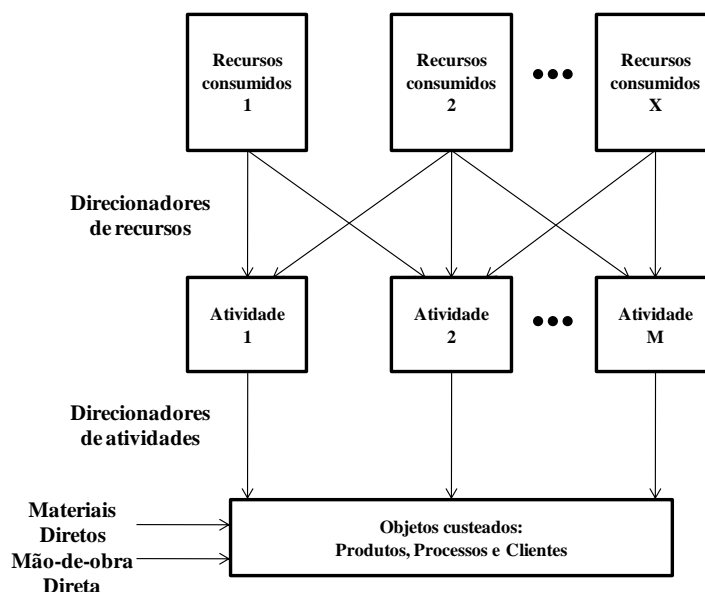 Recursos
consumidos
1
Recursos
consumidos
2
Recursos
consumidos
X
Direcionadores
de recursos
Atividade
1
Atividade
2
Atividade
M
Direcionadores
de atividades
Materiais
Diretos
Mão-de-obra
Direta
Objetos custeados:
Produtos, Processos e Clientes